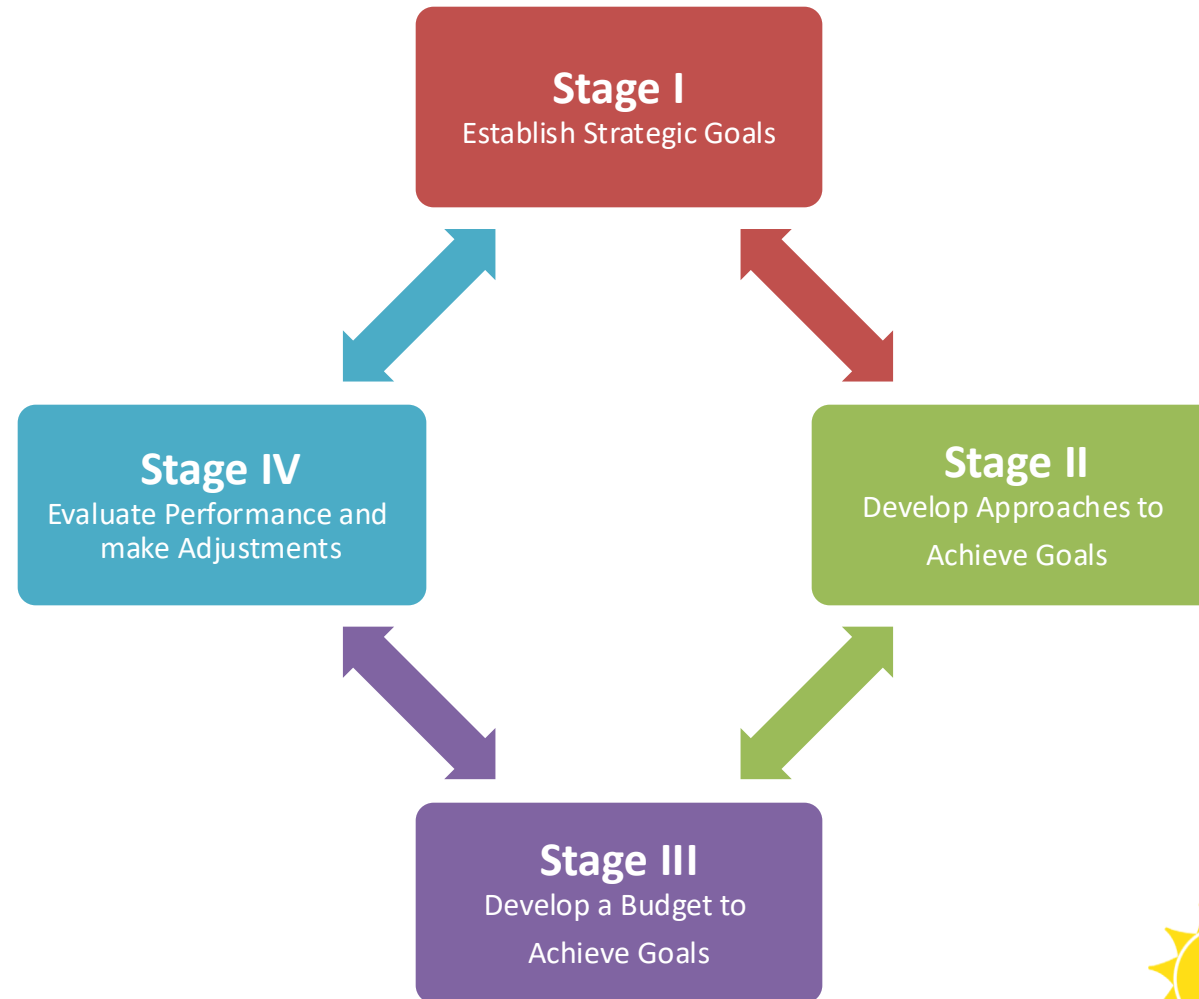 Stage I
Establish Strategic Goals
Stage II
Develop Approaches to
Achieve Goals
Stage III
Develop a Budget to
Achieve Goals
Stage IV
Evaluate Performance and
make Adjustments